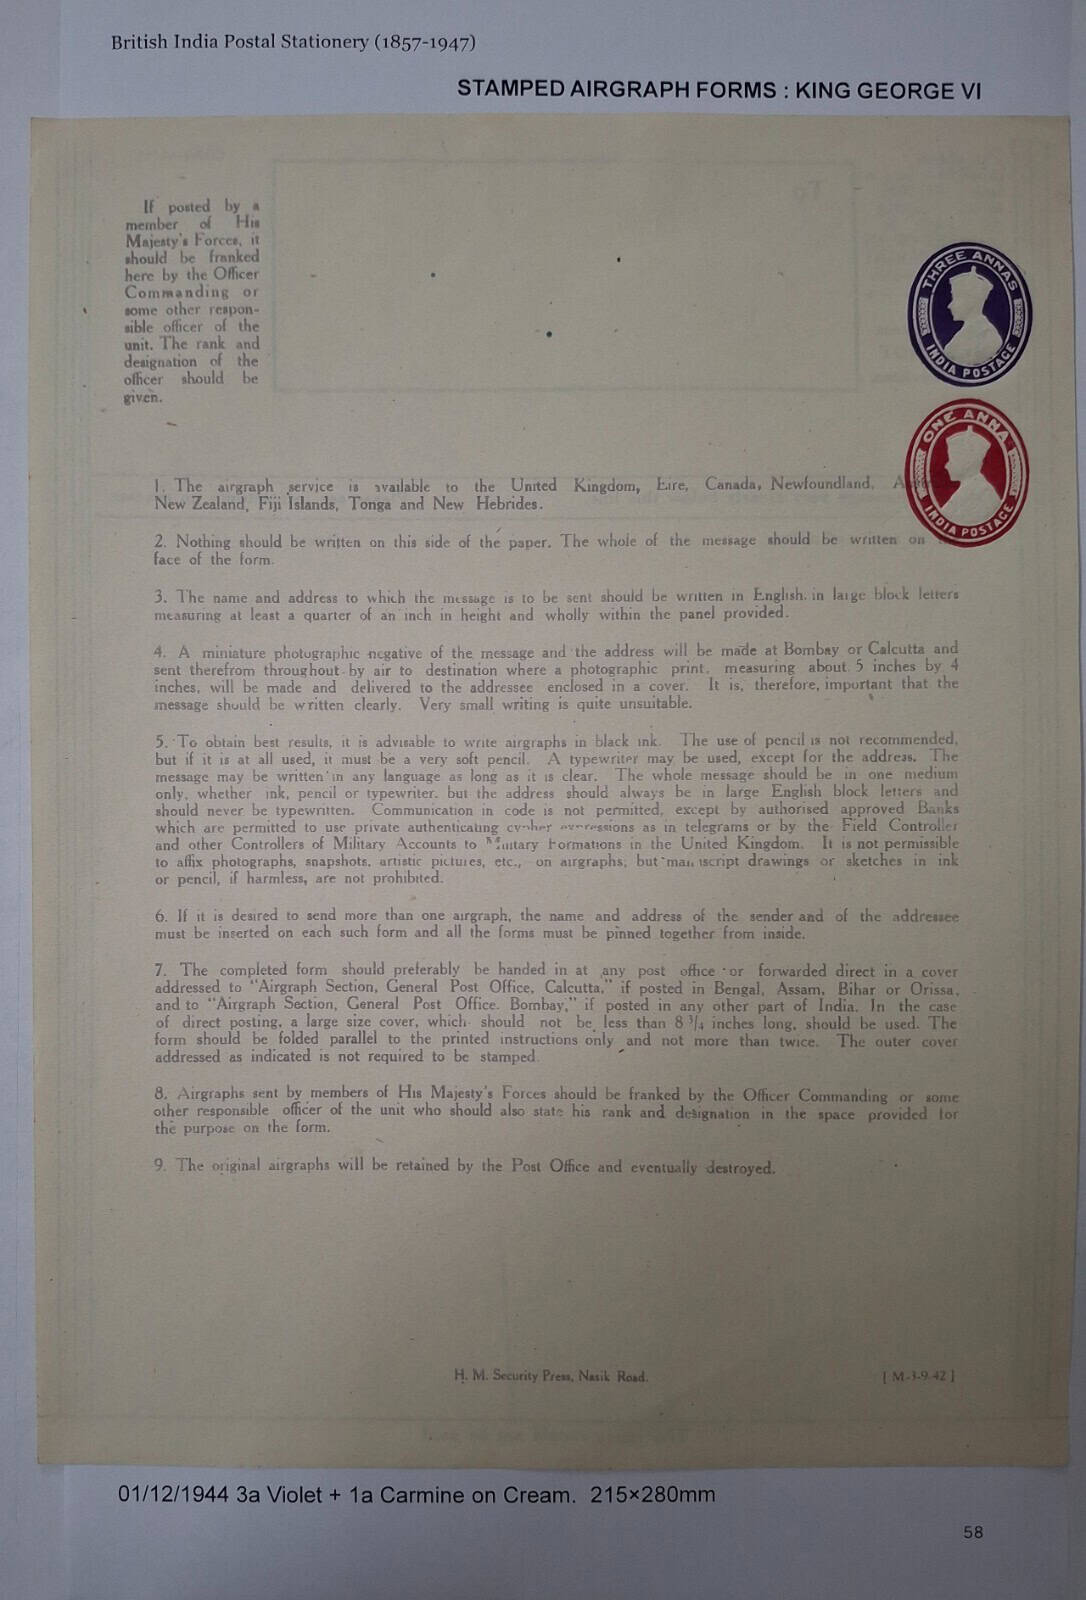 British India Postal Stationery (1857-1947)
STAMPED AIRGRAPH FORMS : KING GEORGE VI
If posted by a
member of His
Majesty's Forces, it
should be franked
here by the Officer
Commanding or
some other respon-
sible officer of the
unit. The rank and
designation of the
officer should be
given.
THREE ANNAS
INDIA POSTAGE
ONE ANNA
INDIA POSTAGE
1. The airgraph service is available to the United Kingdom, Eire, Canada, Newfoundland,
New Zealand, Fiji Islands, Tonga and New Hebrides.
2. Nothing should be written on this side of the paper. The whole of the message should be written on
face of the form.
3. The name and address to which the message is to be sent should be written in English in large block letters
measuring at least a quarter of an inch in height and wholly within the panel provided.
4. A miniature photographic negative of the message and the address will be made at Bombay or Calcutta and
sent therefrom throughout by air to destination where a photographic print, measuring about 5 inches by 4
inches, will be made and delivered to the addressee enclosed in a cover. It is, therefore, important that the
message should be written clearly. Very small writing is quite unsuitable.
5. To obtain best results, it is advisable to write airgraphs in black ink. The use of pencil is not recommended,
but if it is at all used, it must be a very soft pencil. A typewriter may be used, except for the address. The
message may be written in any language as long as it is clear. The whole message should be in one medium
only, whether ink, pencil or typewriter, but the address should always be in large English block letters and
should never be typewritten. Communication in code is not permitted, except by authorised approved Banks
which are permitted to use private authenticating cypher expressions as in telegrams or by the Field Controller
and other Controllers of Military Accounts to Military Formations in the United Kingdom. It is not permissible
to affix photographs, snapshots, artistic pictures, etc., on airgraphs, but manuscript drawings or sketches in ink
or pencil, if harmless, are not prohibited.
6. If it is desired to send more than one airgraph, the name and address of the sender and of the addressee
must be inserted on each such form and all the forms must be pinned together from inside.
7. The completed form should preferably be handed in at any post office or forwarded direct in a cover
addressed to "Airgraph Section, General Post Office, Calcutta," if posted in Bengal, Assam, Bihar or Orissa,
and to "Airgraph Section, General Post Office. Bombay," if posted in any other part of India. In the case
of direct posting, a large size cover, which should not be less than 8 3/4 inches long, should be used. The
form should be folded parallel to the printed instructions only and not more than twice. The outer cover
addressed as indicated is not required to be stamped.
8. Airgraphs sent by members of His Majesty's Forces should be franked by the Officer Commanding or some
other responsible officer of the unit who should also state his rank and designation in the space provided for
the purpose on the form.
9. The original airgraphs will be retained by the Post Office and eventually destroyed.
H. M. Security Press, Nasik Road.
[ M-3-9-42 ]
01/12/1944 3a Violet + 1a Carmine on Cream. 215×280mm
58